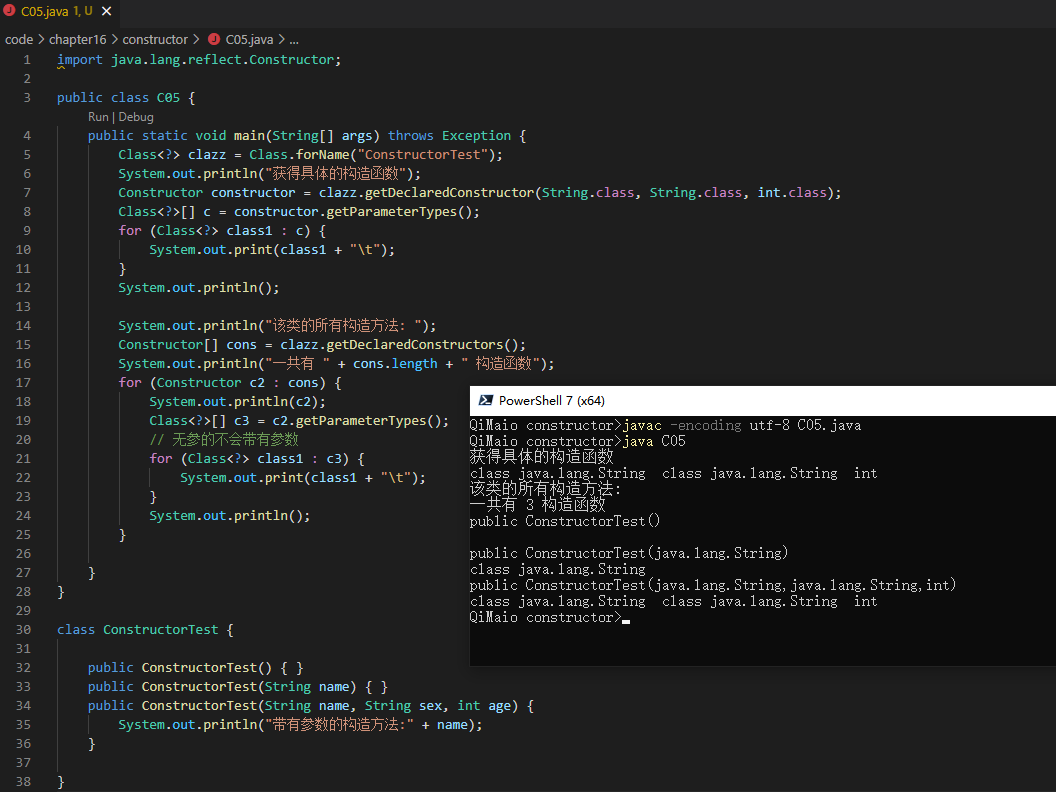 C05.java 1, U
code > chapter16 > constructor > C05.java > ...
1 import java.lang.reflect.Constructor;
2
3 public class C05 {
Run | Debug
4 public static void main(String[] args) throws Exception {
5 Class<?> clazz = Class.forName("ConstructorTest");
6 System.out.println("获得具体的构造函数");
7 Constructor constructor = clazz.getDeclaredConstructor(String.class, String.class, int.class);
8 Class<?>[] c = constructor.getParameterTypes();
9 for (Class<?> class1 : c) {
10 System.out.print(class1 + "\t");
11 }
12 System.out.println();
13
14 System.out.println("该类的所有构造方法: ");
15 Constructor[] cons = clazz.getDeclaredConstructors();
16 System.out.println("一共有 " + cons.length + " 构造函数");
17 for (Constructor c2 : cons) {
18 System.out.println(c2);
19 Class<?>[] c3 = c2.getParameterTypes();
20 // 无参的不会带有参数
21 for (Class<?> class1 : c3) {
22 System.out.print(class1 + "\t");
23 }
24 System.out.println();
25 }
26
27 }
28 }
29
30 class ConstructorTest {
31
32 public ConstructorTest() { }
33 public ConstructorTest(String name) { }
34 public ConstructorTest(String name, String sex, int age) {
35 System.out.println("带有参数的构造方法:" + name);
36 }
37
38 }
PowerShell 7 (x64)
QiMaio constructor>javac -encoding utf-8 C05.java
QiMaio constructor>java C05
获得具体的构造函数
class java.lang.String  class java.lang.String  int
该类的所有构造方法:
一共有 3 构造函数
public ConstructorTest()
public ConstructorTest(java.lang.String)
class java.lang.String
public ConstructorTest(java.lang.String,java.lang.String,int)
class java.lang.String  class java.lang.String  int
QiMaio constructor>